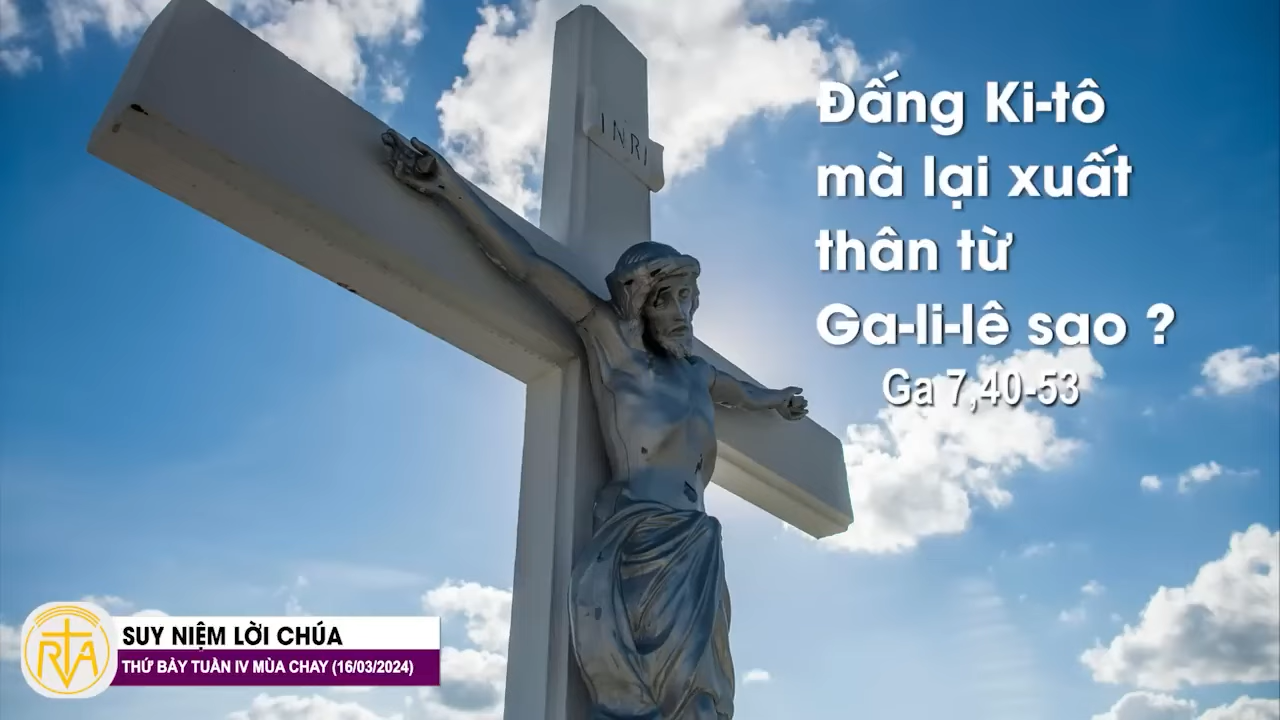 INRI
Đấng Ki-tô
mà lại xuất
thân từ
Ga-li-lê sao ?
Ga 7,40-53
RVA
SUY NIỆM LỜI CHÚA
THỨ BẢY TUẦN IV MÙA CHAY (16/03/2024)